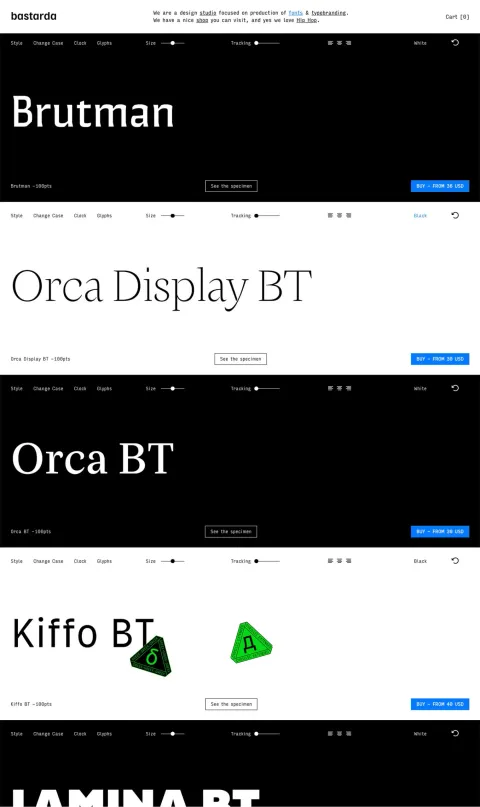 bastarda
We are a design studio focused on production of fonts & typebranding.
We have a nice shop you can visit, and yes we love Hip Hop.
Cart [0]
Style Change Case Clock Glyphs Size Tracking White
Brutman
Brutman —100pts See the specimen BUY — FROM 30 USD
Style Change Case Clock Glyphs Size Tracking Black
Orca Display BT
Orca Display BT —100pts See the specimen BUY — FROM 30 USD
Style Change Case Clock Glyphs Size Tracking White
Orca BT
Orca BT —100pts See the specimen BUY — FROM 30 USD
Style Change Case Clock Glyphs Size Tracking Black
Kiffo BT
δ Д
Kiffo BT —100pts See the specimen BUY — FROM 40 USD
Style Change Case Clock Glyphs Size Tracking White
LAMINA BT